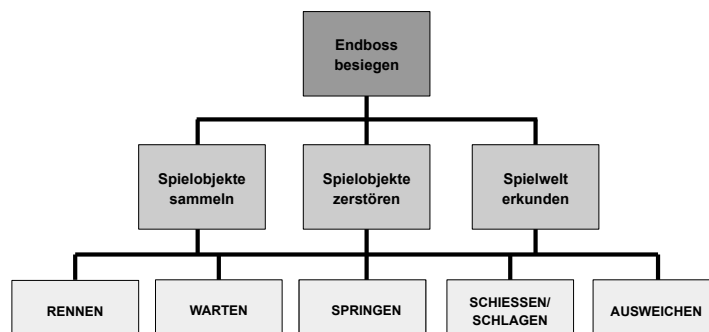 Endboss
besiegen
Spielobjekte
sammeln
Spielobjekte
zerstören
Spielwelt
erkunden
RENNEN
WARTEN
SPRINGEN
SCHIESSEN/
SCHLAGEN
AUSWEICHEN